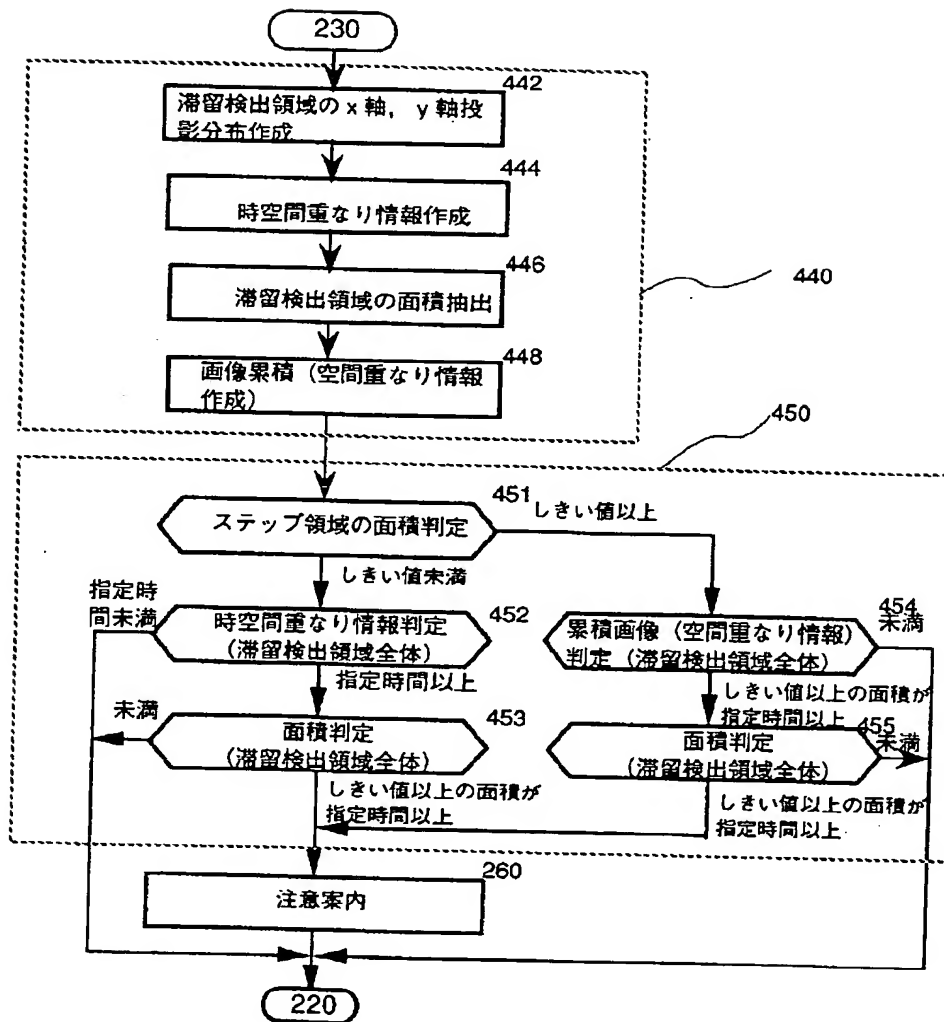 230
442
滞留検出領域の x 軸, y 軸投
影分布作成
444
時空間重なり情報作成
446
滞留検出領域の面積抽出
440
448
画像累積（空間重なり情報
作成）
450
451
ステップ領域の面積判定
しきい値以上
しきい値未満
指定時
間未満
452
時空間重なり情報判定
（滞留検出領域全体）
指定時間以上
454
未満
累積画像（空間重なり情報）
判定（滞留検出領域全体）
しきい値以上の面積が
指定時間以上
未満
453
面積判定
（滞留検出領域全体）
しきい値以上の面積が
指定時間以上
455
未満
面積判定
（滞留検出領域全体）
しきい値以上の面積が
指定時間以上
260
注意案内
220